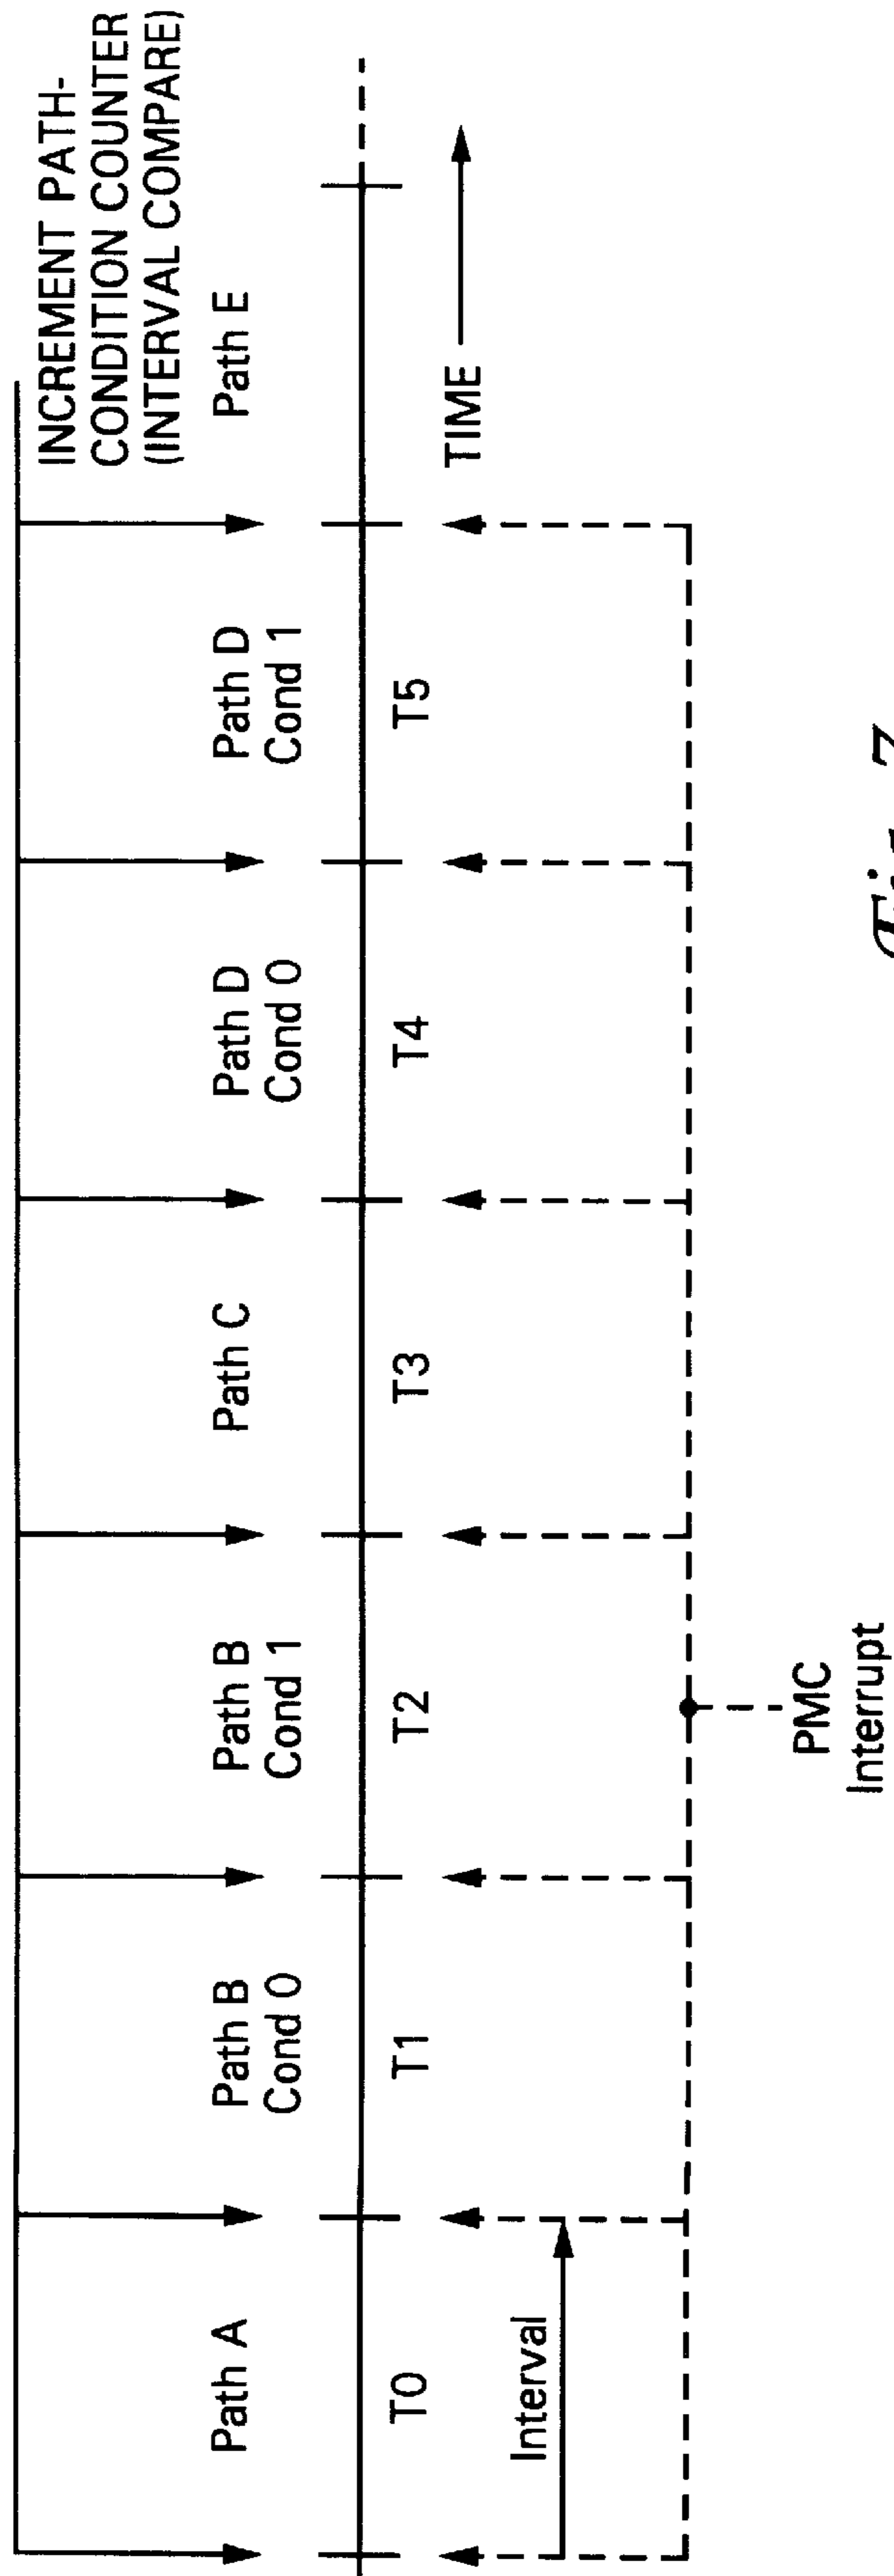 INCREMENT PATH-
CONDITION COUNTER
(INTERVAL COMPARE)
Path A
Path B
Cond 0
Path B
Cond 1
Path C
Path D
Cond 0
Path D
Cond 1
Path E
T0
T1
T2
T3
T4
T5
TIME
Interval
PMC
Interrupt